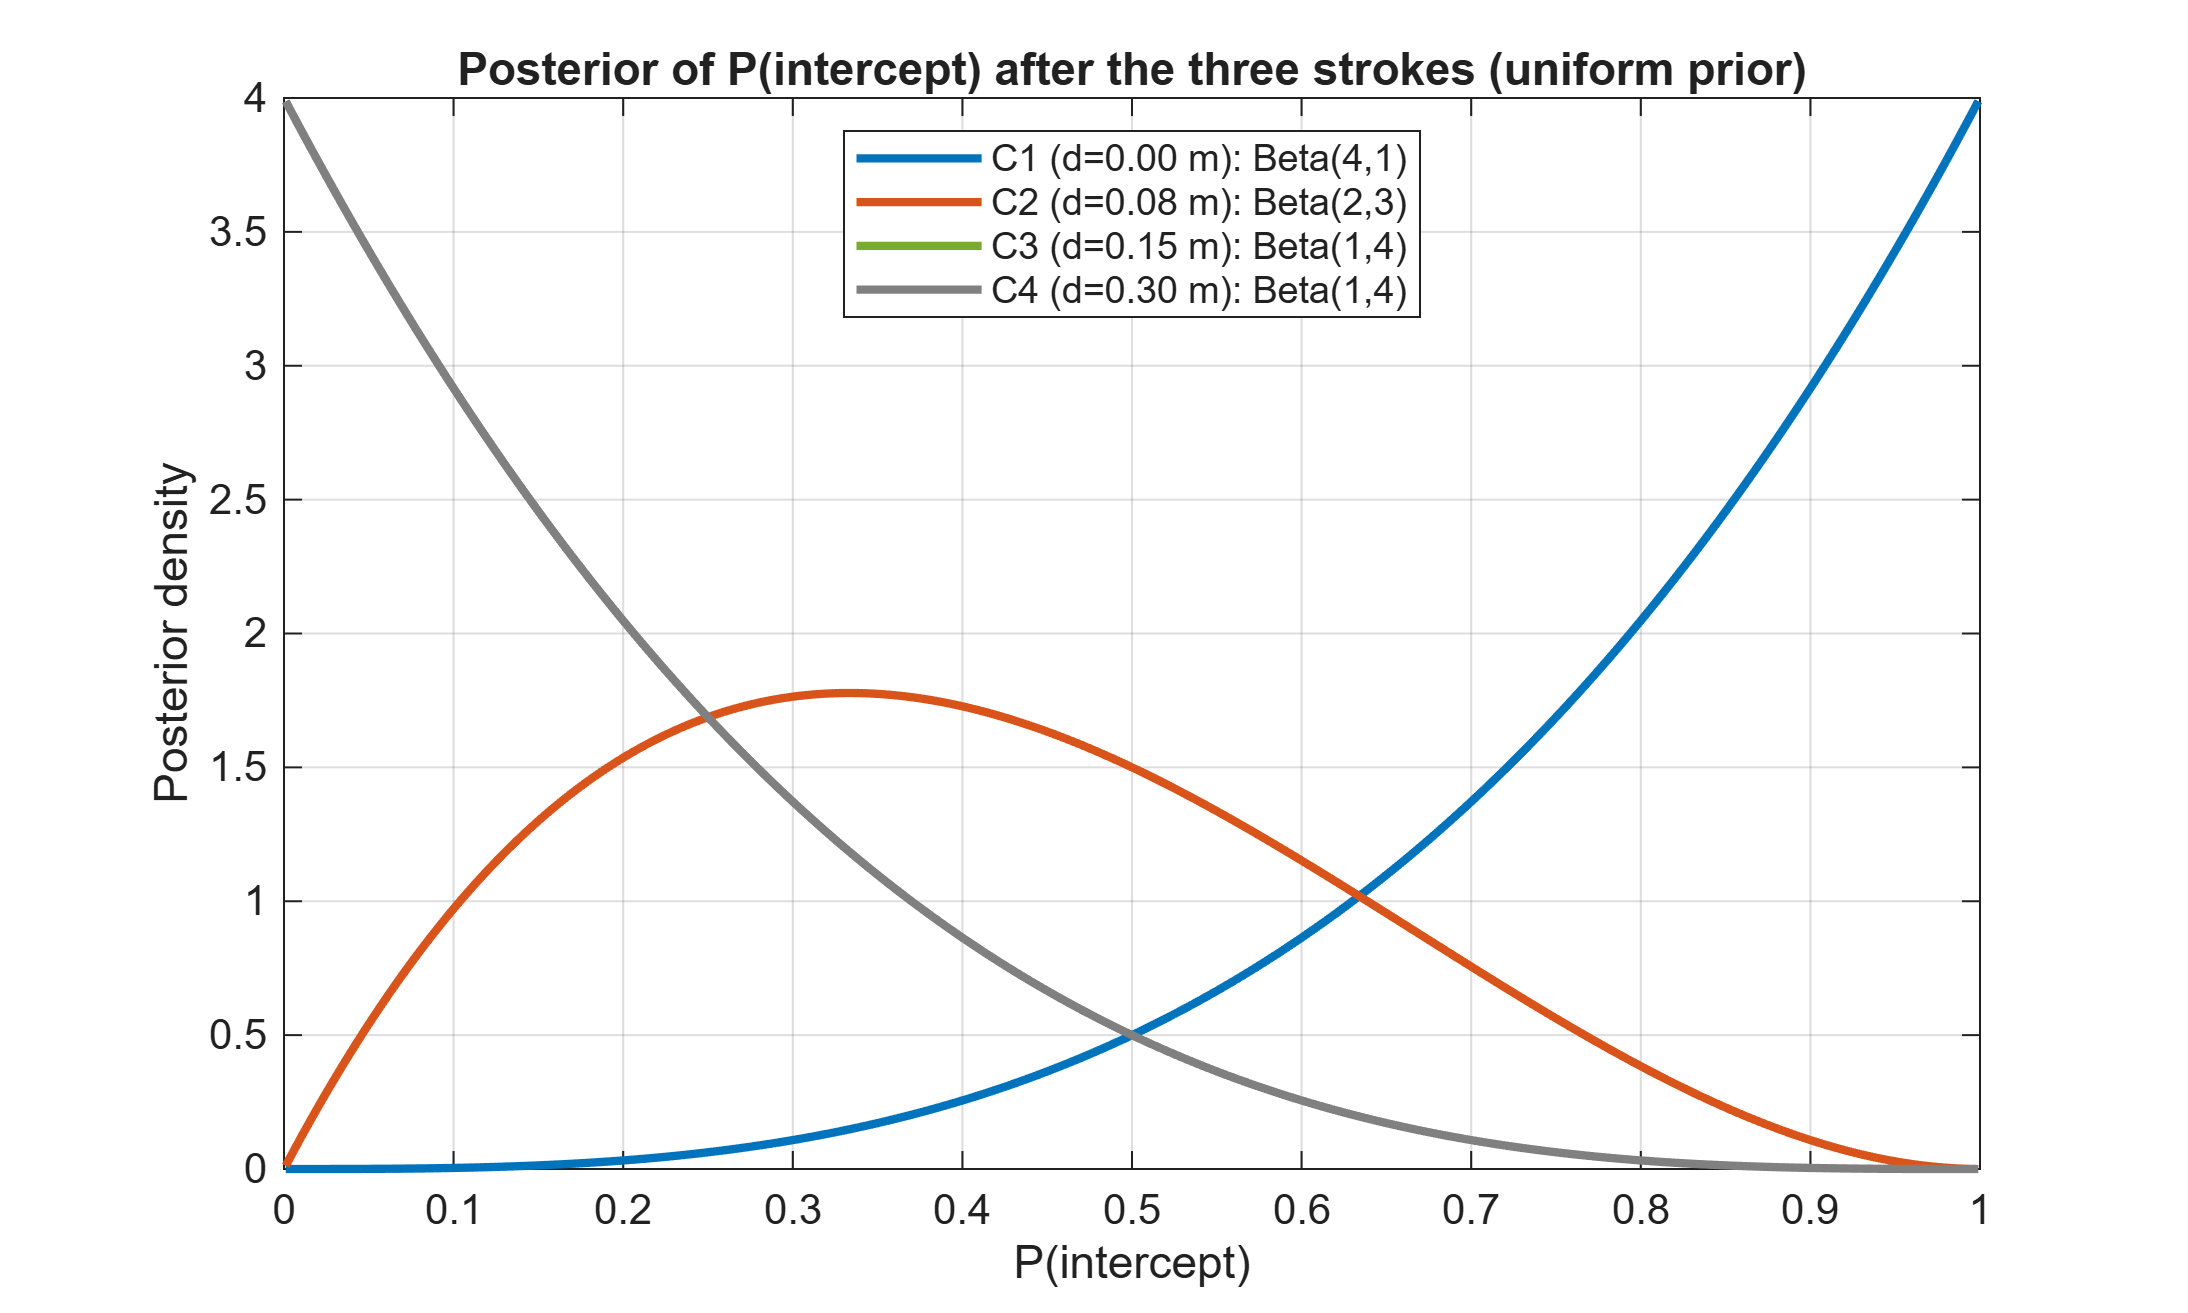 Posterior of P(intercept) after the three strokes (uniform prior)
C1 (d=0.00 m): Beta(4,1)
C2 (d=0.08 m): Beta(2,3)
C3 (d=0.15 m): Beta(1,4)
C4 (d=0.30 m): Beta(1,4)
Posterior density
4
3.5
3
2.5
2
1.5
1
0.5
0
0 0.1 0.2 0.3 0.4 0.5 0.6 0.7 0.8 0.9 1
P(intercept)